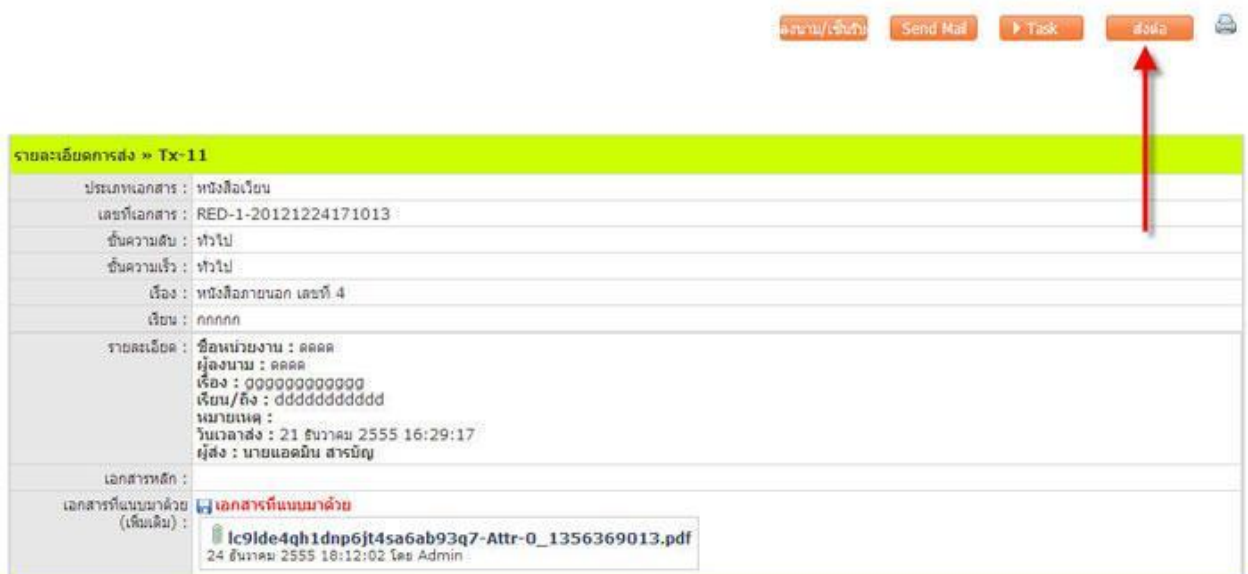 ลงนาม/เซ็นรับ Send Mail Task ส่งต่อ
รายละเอียดการส่ง » Tx-11
ประเภทเอกสาร : หนังสือเวียน
เลขที่เอกสาร : RED-1-20121224171013
ชั้นความลับ : ทั่วไป
ชั้นความเร็ว : ทั่วไป
เรื่อง : หนังสือภายนอก เลขที่ 4
เรียน : กกกกก
รายละเอียด : ชื่อหน่วยงาน : คคคค
ผู้ลงนาม : คคคค
เรื่อง : gggggggggggg
เรียน/ถึง : ddddddddddd
หมายเหตุ :
วันเวลาส่ง : 21 ธันวาคม 2555 16:29:17
ผู้ส่ง : นายแอดมิน สารบัญ
เอกสารหลัก :
เอกสารที่แนบมาด้วย เอกสารที่แนบมาด้วย
(เพิ่มเติม) :
lc9lde4qh1dnp6jt4sa6ab93q7-Attr-0_1356369013.pdf
24 ธันวาคม 2555 18:12:02 โดย Admin